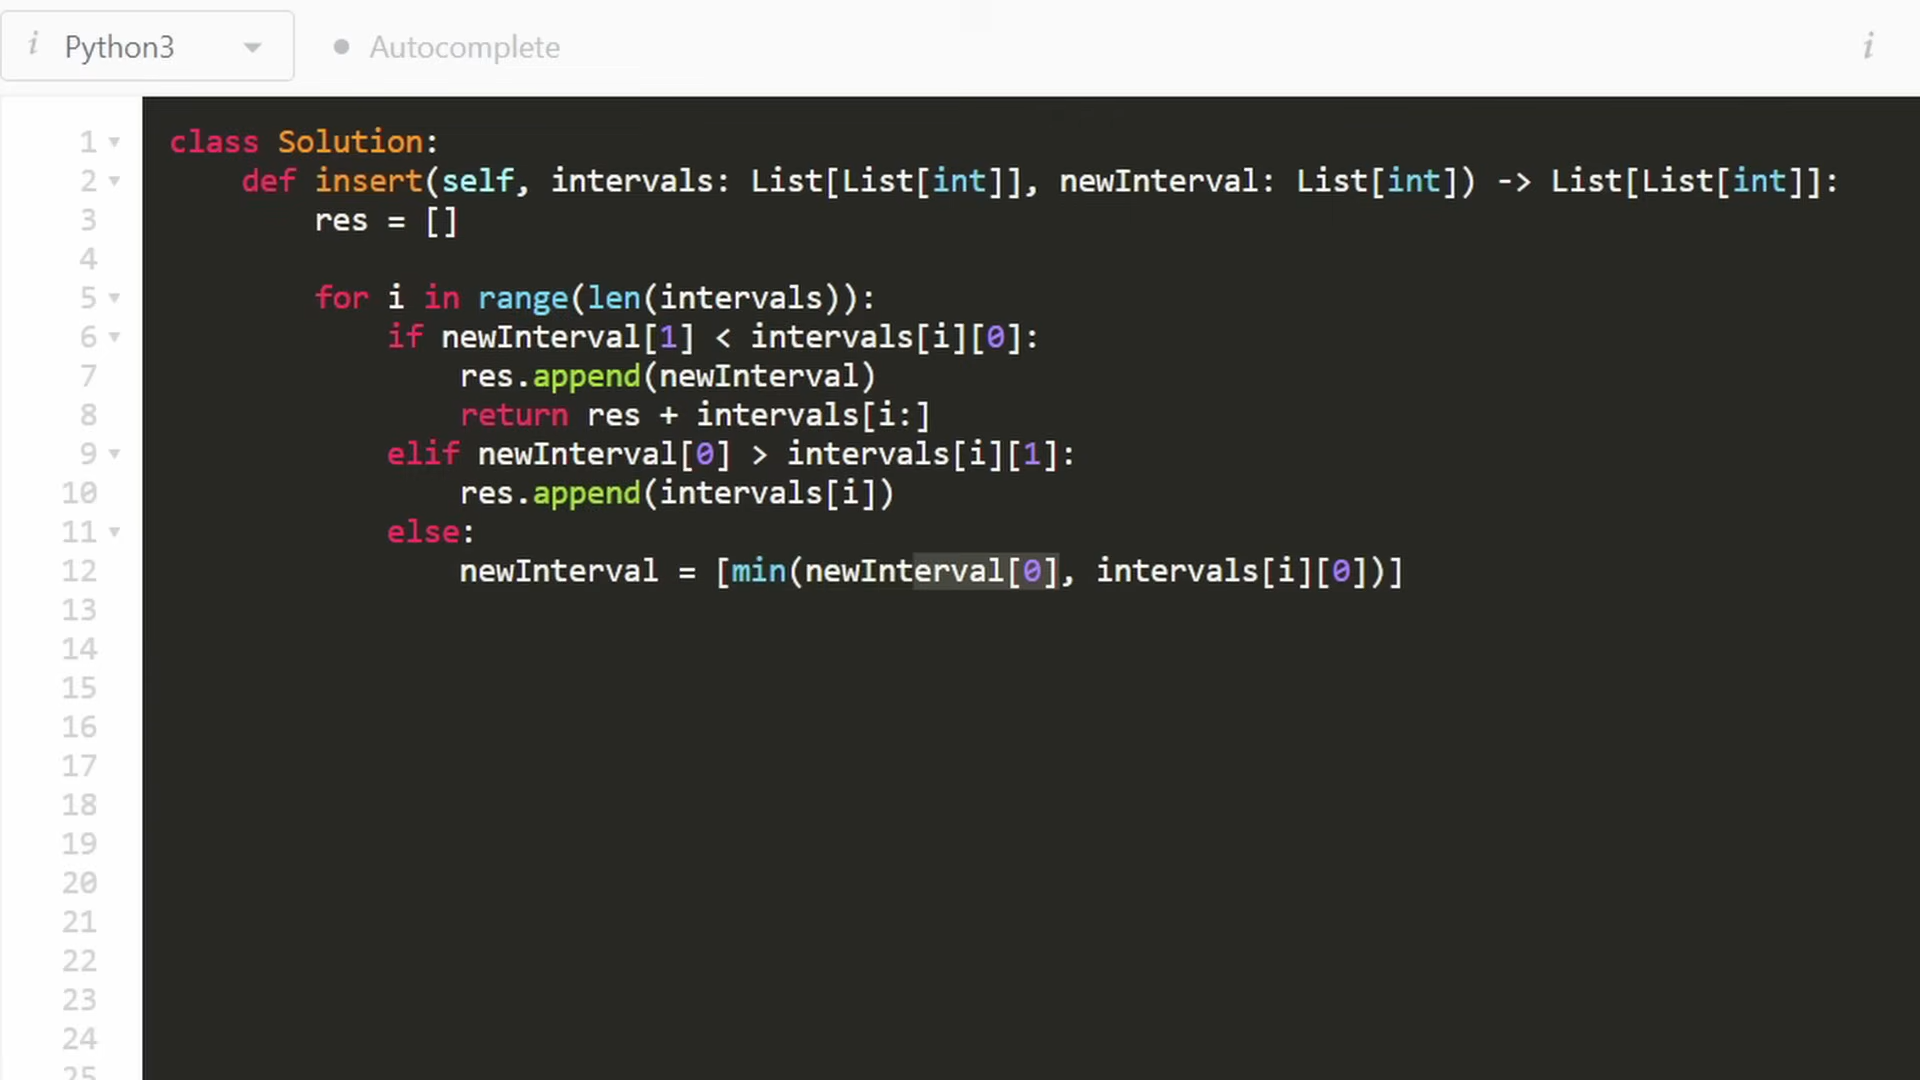 i Python3 Autocomplete i
1 class Solution:
2 def insert(self, intervals: List[List[int]], newInterval: List[int]) -> List[List[int]]:
3 res = []
4
5 for i in range(len(intervals)):
6 if newInterval[1] < intervals[i][0]:
7 res.append(newInterval)
8 return res + intervals[i:]
9 elif newInterval[0] > intervals[i][1]:
10 res.append(intervals[i])
11 else:
12 newInterval = [min(newInterval[0], intervals[i][0])]
13
14
15
16
17
18
19
20
21
22
23
24
25